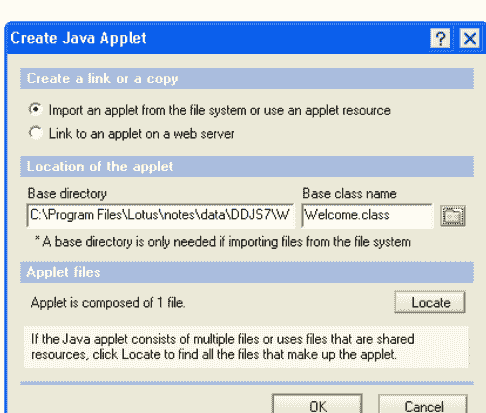 Create Java Applet
Create a link or a copy
Import an applet from the file system or use an applet resource
Link to an applet on a web server
Location of the applet
Base directory Base class name
C:\Program Files\Lotus\notes\data\DDJS7\W Welcome.class
* A base directory is only needed if importing files from the file system
Applet files
Applet is composed of 1 file. Locate
If the Java applet consists of multiple files or uses files that are shared
resources, click Locate to find all the files that make up the applet.
OK Cancel